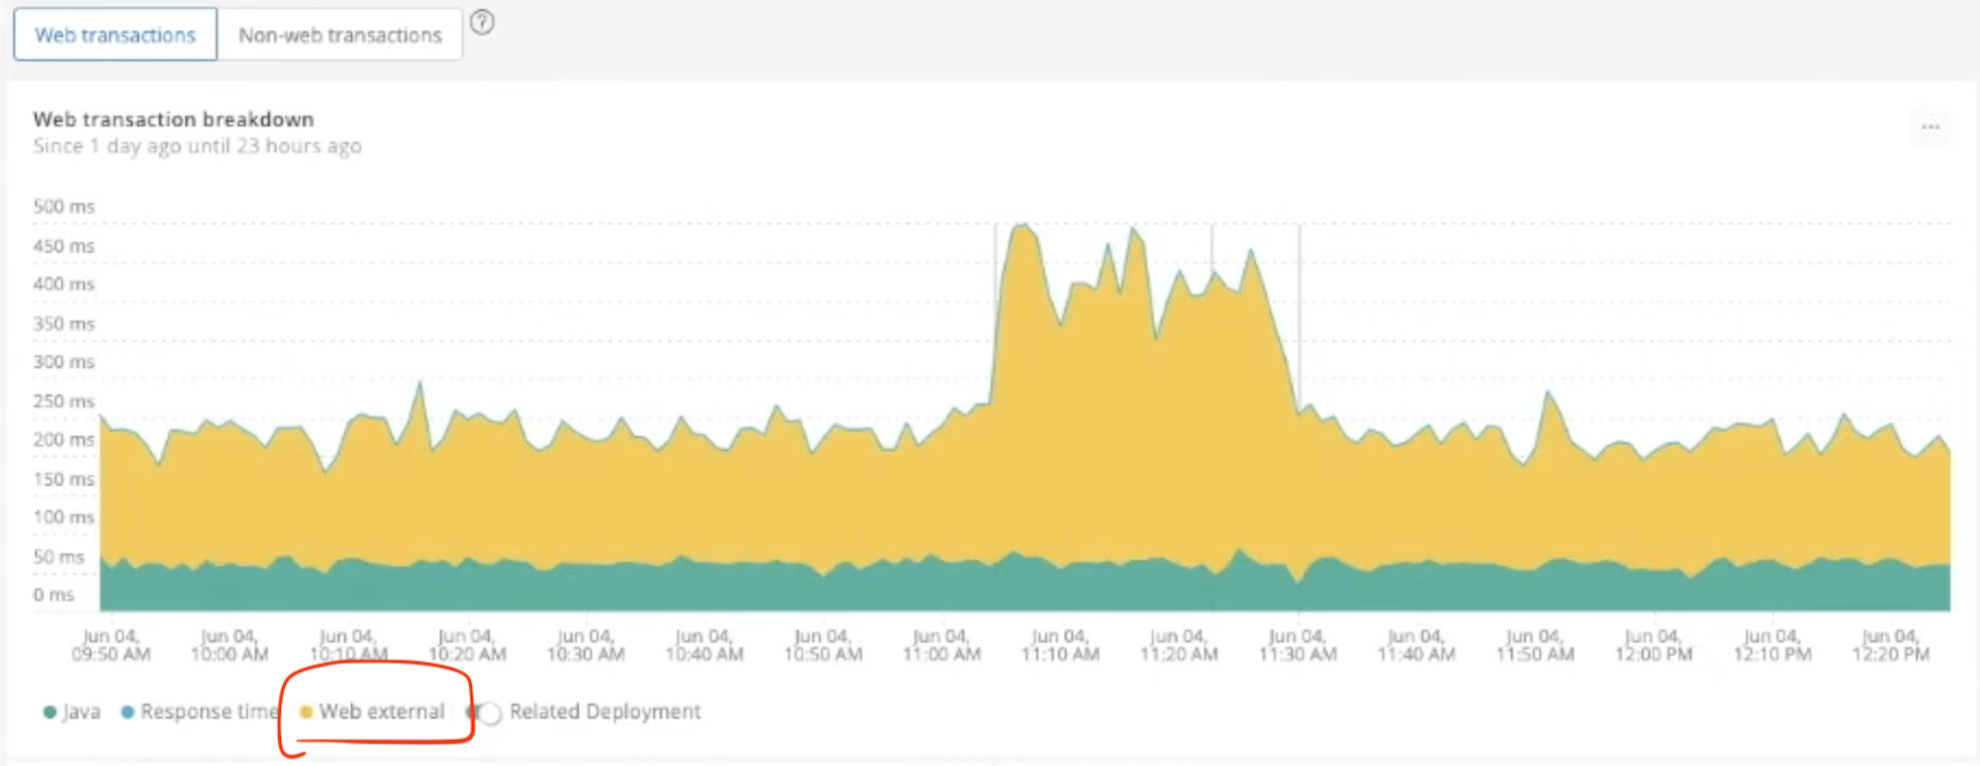 Web transactions Non-web transactions ?
Web transaction breakdown
Since 1 day ago until 23 hours ago
...
500 ms
450 ms
400 ms
350 ms
300 ms
250 ms
200 ms
150 ms
100 ms
50 ms
0 ms
Jun 04, Jun 04, Jun 04, Jun 04, Jun 04, Jun 04, Jun 04, Jun 04, Jun 04, Jun 04, Jun 04, Jun 04, Jun 04, Jun 04, Jun 04, Jun 04,
09:50 AM 10:00 AM 10:10 AM 10:20 AM 10:30 AM 10:40 AM 10:50 AM 11:00 AM 11:10 AM 11:20 AM 11:30 AM 11:40 AM 11:50 AM 12:00 PM 12:10 PM 12:20 PM
Java Response time Web external Related Deployment